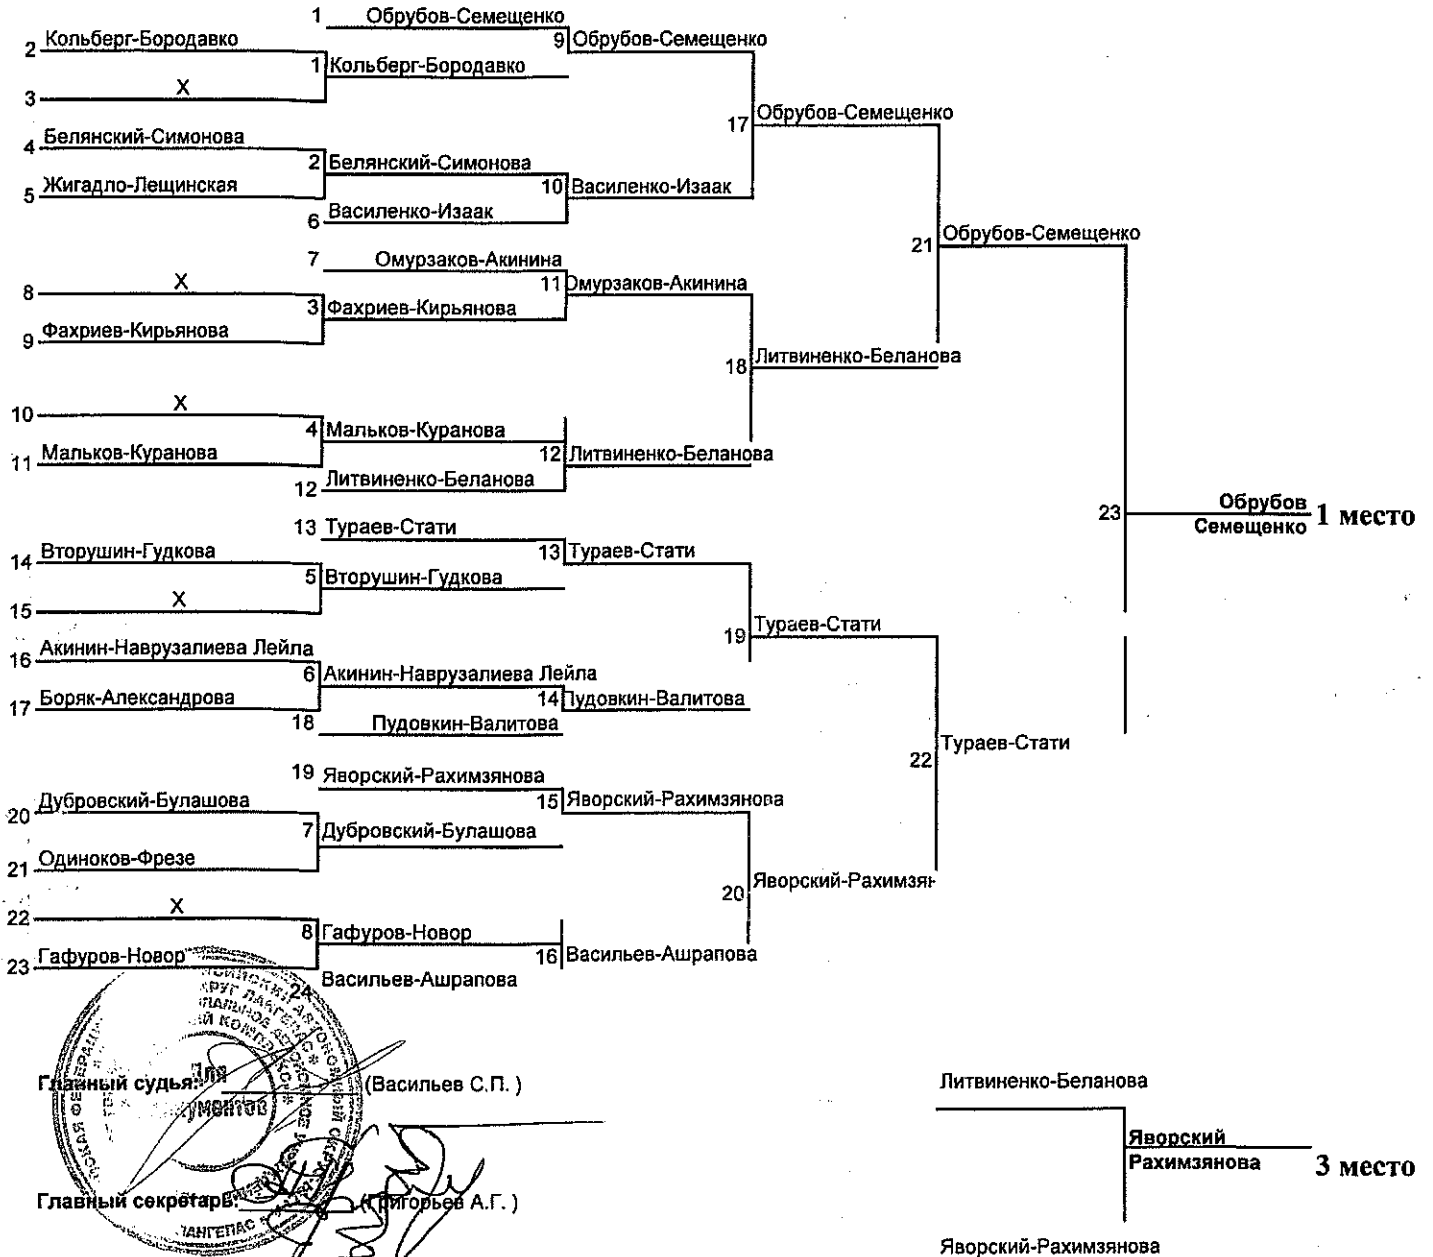 1 Обрубов-Семещенко
2 Кольберг-Бородавко
9 Обрубов-Семещенко
1 Кольберг-Бородавко
3 X
17 Обрубов-Семещенко
4 Белянский-Симонова
2 Белянский-Симонова
5 Жигадло-Лещинская
10 Василенко-Изаак
6 Василенко-Изаак
21 Обрубов-Семещенко
7 Омурзаков-Акинина
8 X
11 Омурзаков-Акинина
3 Фахриев-Кирьянова
9 Фахриев-Кирьянова
18 Литвиненко-Беланова
10 X
4 Мальков-Куранова
11 Мальков-Куранова
12 Литвиненко-Беланова
12 Литвиненко-Беланова
23 Обрубов
Семещенко
1 место
13 Тураев-Стати
14 Вторушин-Гудкова
13 Тураев-Стати
5 Вторушин-Гудкова
15 X
19 Тураев-Стати
16 Акинин-Наврузалиева Лейла
6 Акинин-Наврузалиева Лейла
17 Боряк-Александрова
14 Пудовкин-Валитова
18 Пудовкин-Валитова
22 Тураев-Стати
19 Яворский-Рахимзянова
20 Дубровский-Булашова
15 Яворский-Рахимзянова
7 Дубровский-Булашова
21 Одиноков-Фрезе
20 Яворский-Рахимзян
22 X
8 Гафуров-Новор
23 Гафуров-Новор
16 Васильев-Ашрапова
24 Васильев-Ашрапова
Главный судья: (Васильев С.П. )
Для
Литвиненко-Беланова
Яворский
Рахимзянова
3 место
Главный секретарь: (Григорьев А.Г. )
ЛАНГЕПАС
Яворский-Рахимзянова